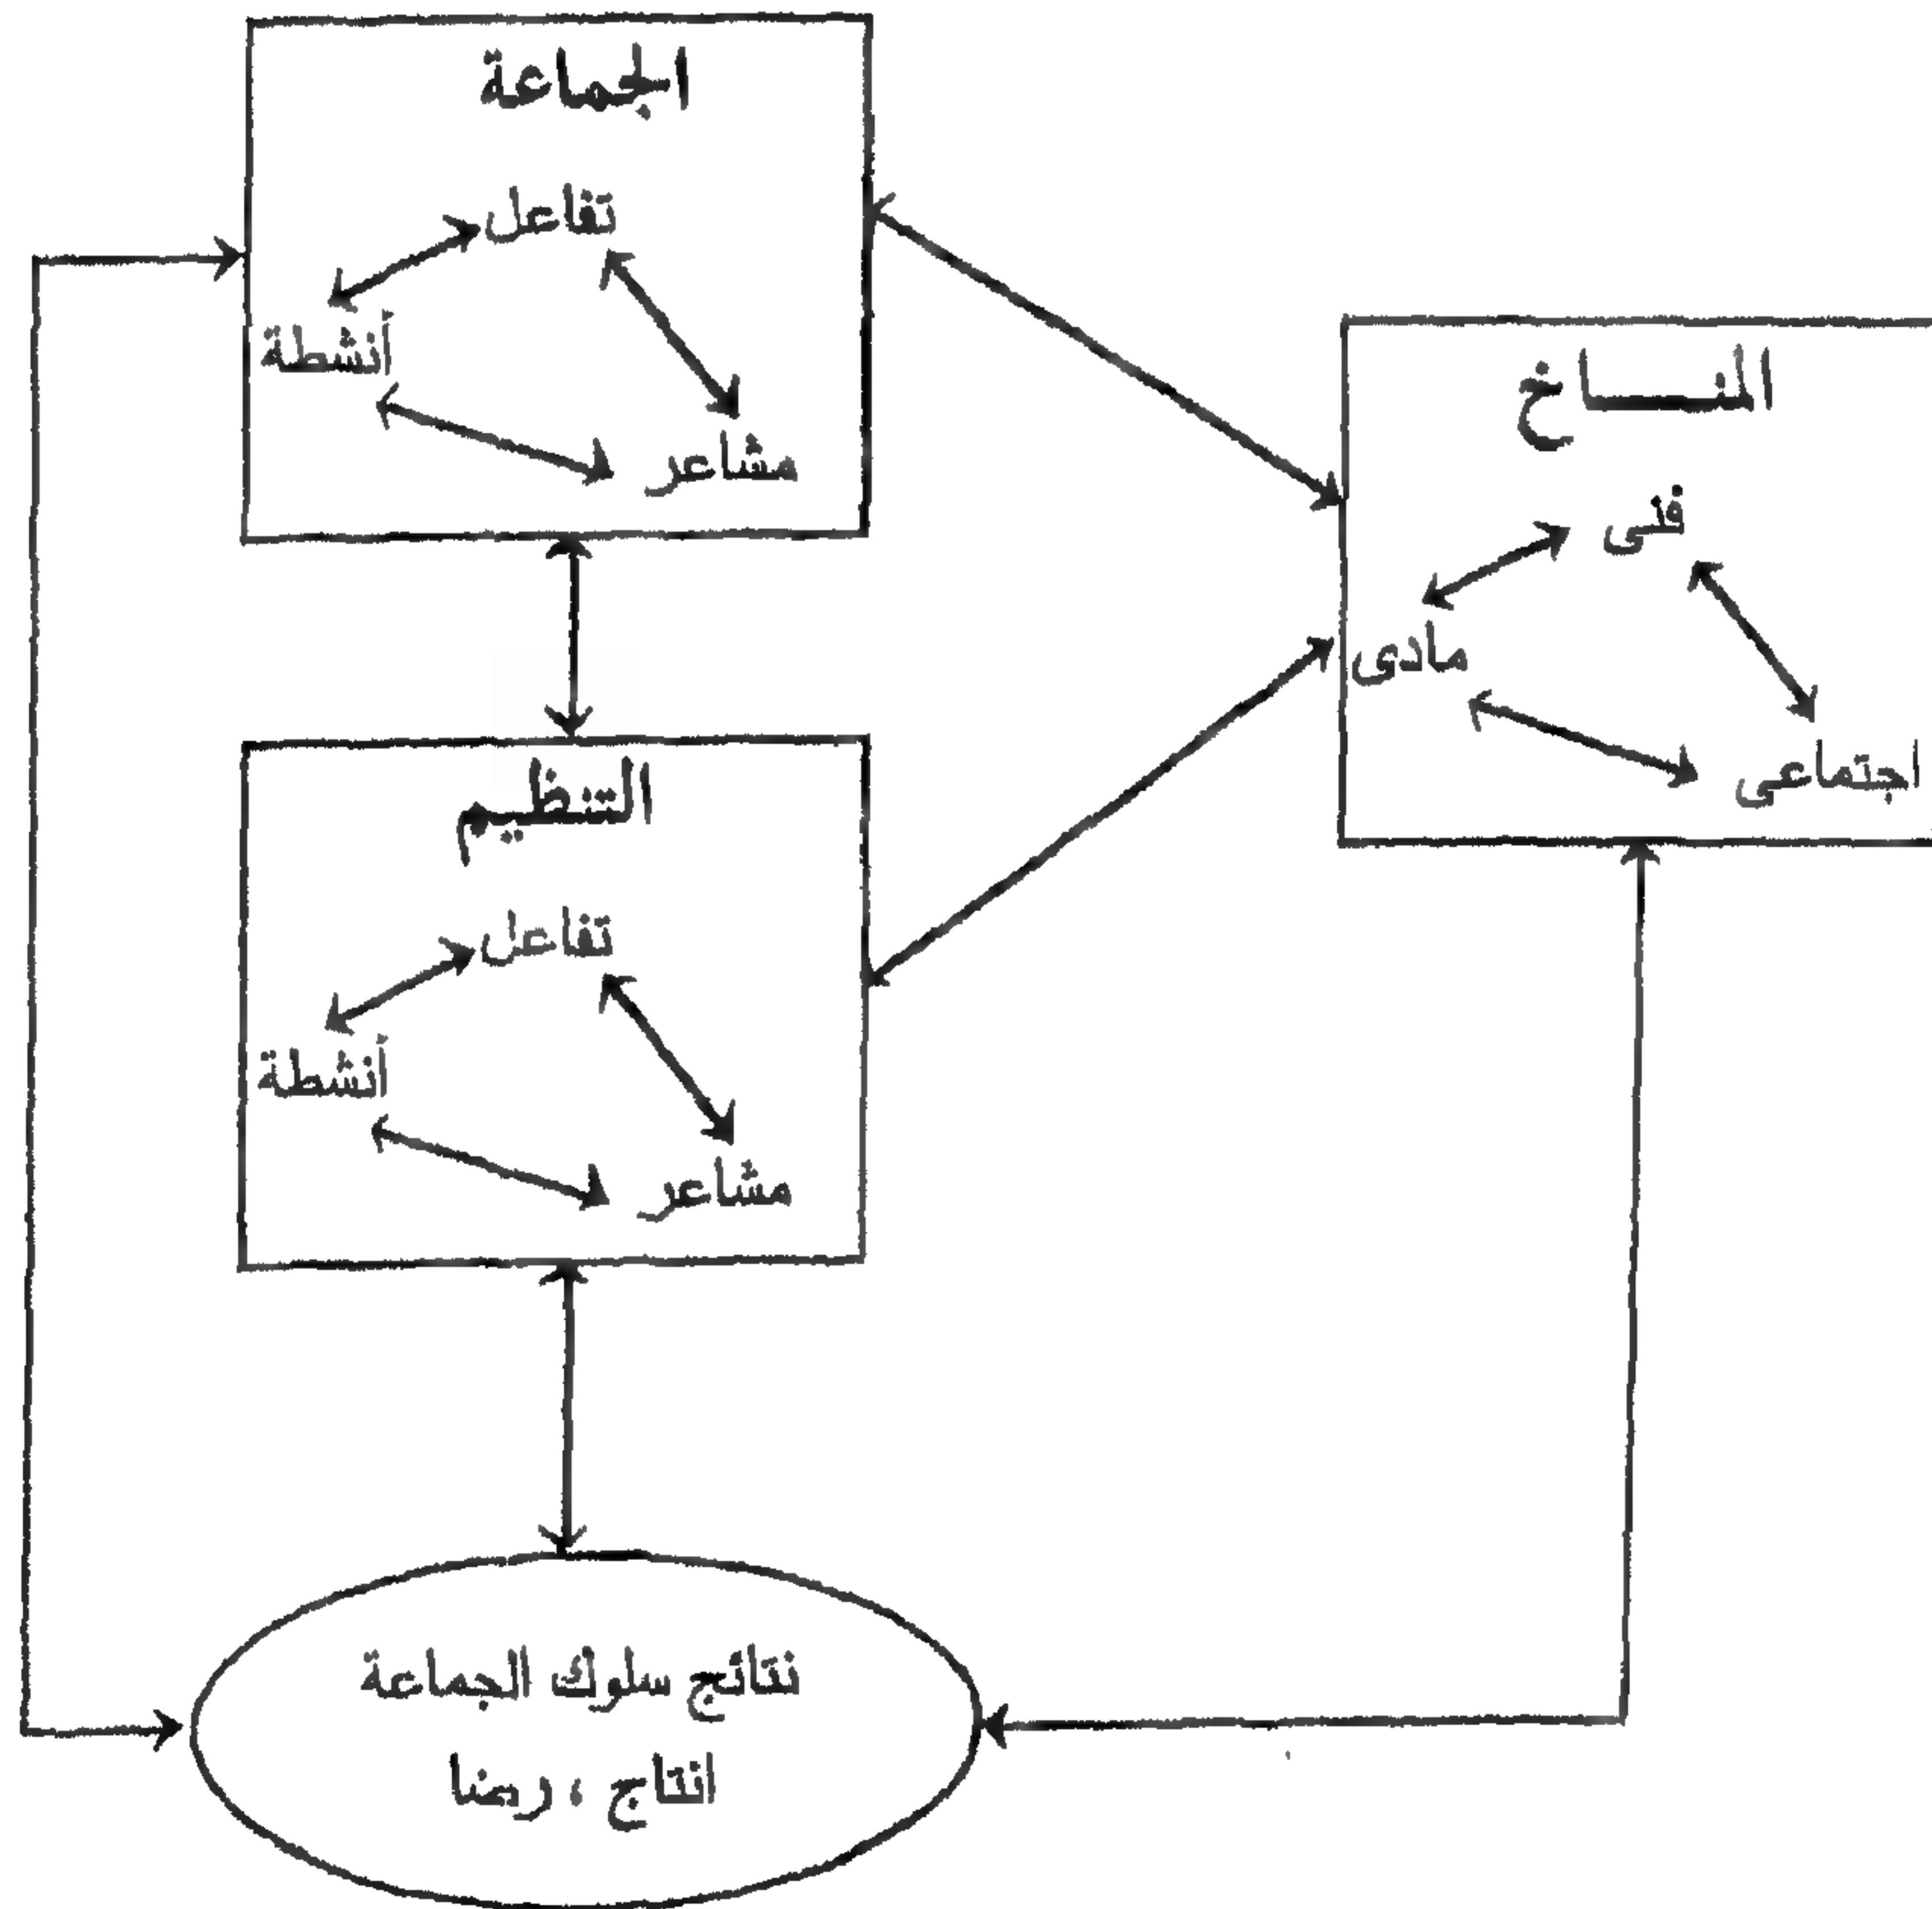 الجماعة
تفاعل
أنشطة
مشاعر
المنـــاخ
فنى
مادى
اجتماعى
التنظيم
تفاعل
أنشطة
مشاعر
نتائج سلوك الجماعة
انتاج ، رضا